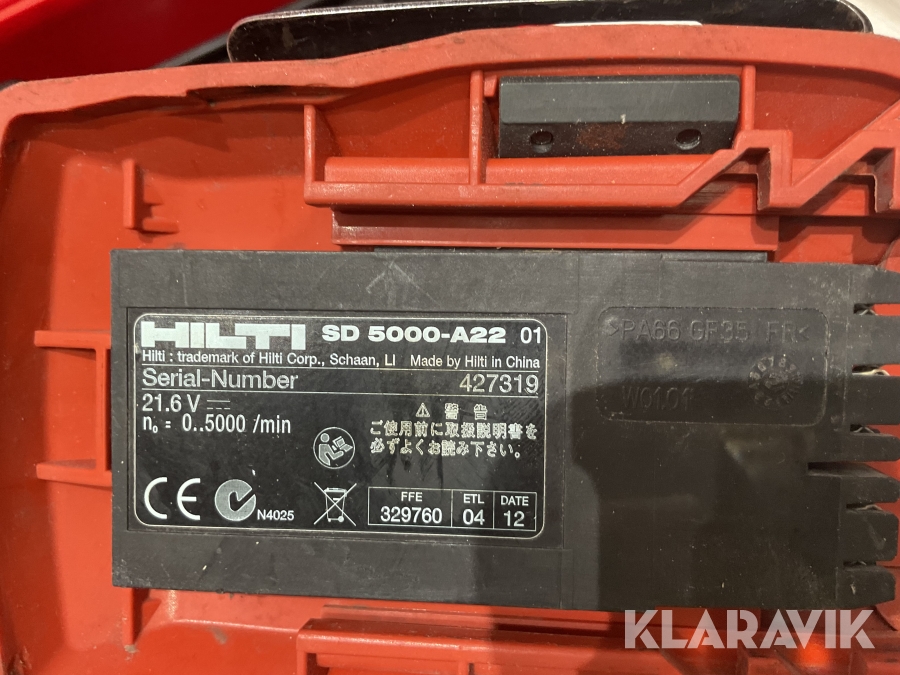 HILTI SD 5000-A22 01
Hilti : trademark of Hilti Corp., Schaan, LI Made by Hilti in China
Serial-Number 427319
21.6 V
n₀ = 0..5000 /min
警告
ご使用前に取扱説明書を
必ずよくお読み下さい。
CE N4025
FFE 329760
ETL 04
DATE 12
>PA66 GF35 FR<
W0101
KLARAVIK